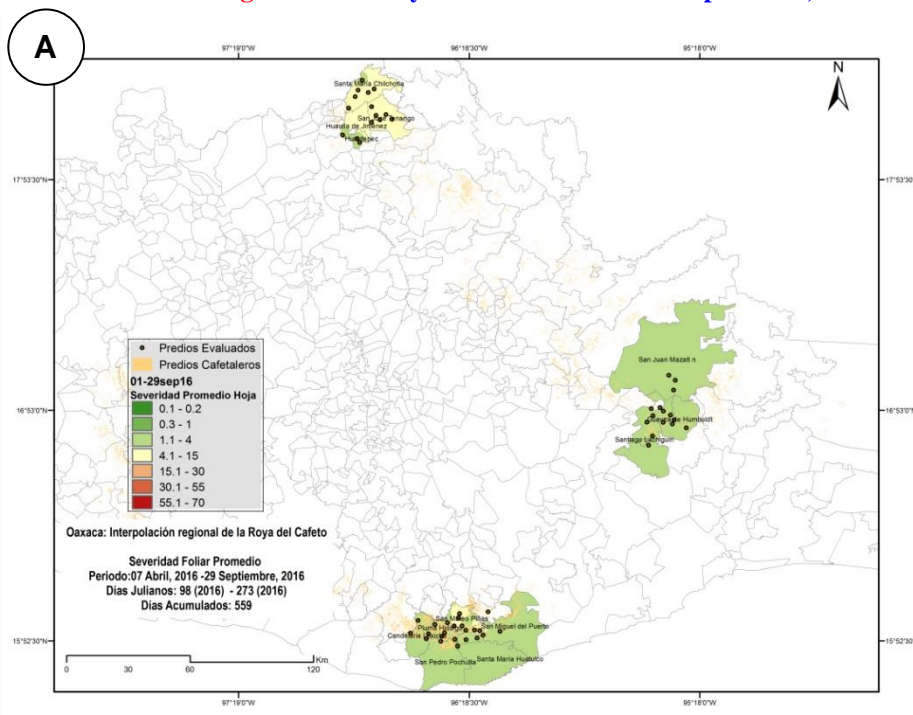 A
97°19'0"W 96°18'30"W 95°18'0"W
N
Santa María Chilchotla
Huautla de Jiménez
17°53'30"N 17°53'30"N
San Juan Mazatl n
16°53'0"N 16°53'0"N
de Humboldt
Santiago Lachiguiri
Predios Evaluados
Predios Cafetaleros
01-29sep16
Severidad Promedio Hoja
0.1 - 0.2
0.3 - 1
1.1 - 4
4.1 - 15
15.1 - 30
30.1 - 55
55.1 - 70
Oaxaca: Interpolación regional de la Roya del Cafeto
Severidad Foliar Promedio
Periodo:07 Abril, 2016 -29 Septiembre, 2016
Dias Julianos: 98 (2016) - 273 (2016)
Días Acumulados: 559
San Mateo Piñas
Pluma Hidalgo
San Miguel del Puerto
Candelaria
15°52'30"N 15°52'30"N
San Pedro Pochutla
Santa María Huatulco
Km
0 30 60 120
97°19'0"W 96°18'30"W 95°18'0"W